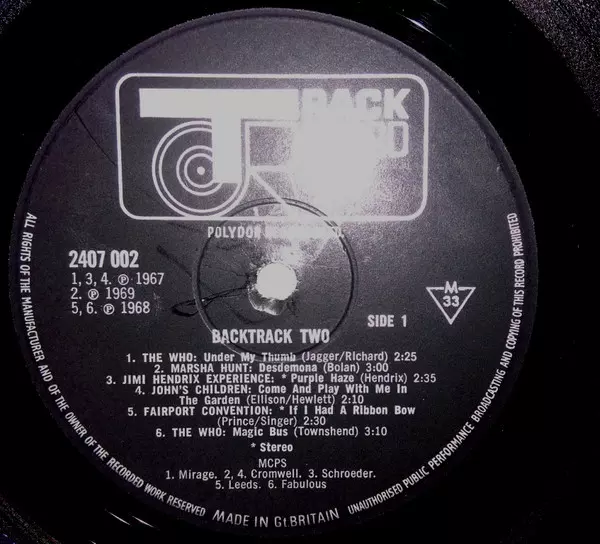 TRACK
POLYDOR
2407 002
1, 3, 4. ℗ 1967
2. ℗ 1969
5, 6. ℗ 1968
M
33
SIDE 1
BACKTRACK TWO
1. THE WHO: Under My Thumb (Jagger/Richard) 2:25
2. MARSHA HUNT: Desdemona (Bolan) 3:00
3. JIMI HENDRIX EXPERIENCE: * Purple Haze (Hendrix) 2:35
4. JOHN'S CHILDREN: Come And Play With Me In
The Garden (Ellison/Hewlett) 2:10
5. FAIRPORT CONVENTION: * If I Had A Ribbon Bow
(Prince/Singer) 2:30
6. THE WHO: Magic Bus (Townshend) 3:10
* Stereo
MCPS
1. Mirage. 2, 4. Cromwell. 3. Schroeder.
5. Leeds. 6. Fabulous
ALL RIGHTS OF THE MANUFACTURER AND OF THE OWNER OF THE RECORDED WORK RESERVED
UNAUTHORISED PUBLIC PERFORMANCE BROADCASTING AND COPYING OF THIS RECORD PROHIBITED
MADE IN Gt.BRITAIN